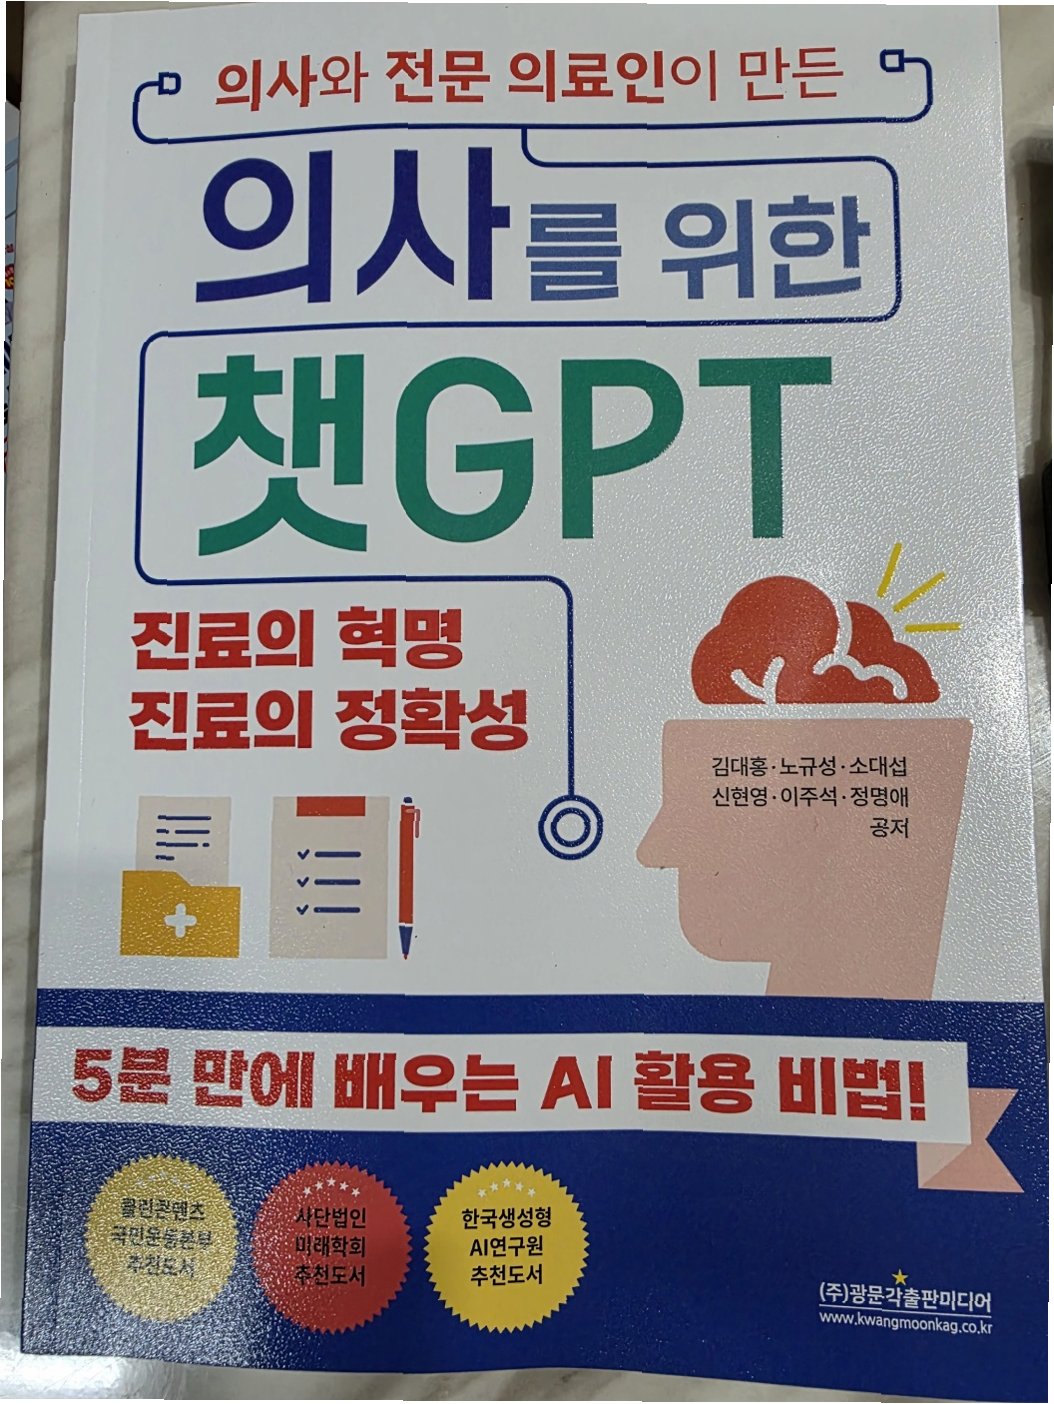 의사와 전문 의료인이 만든
의사를 위한
챗GPT
진료의 혁명
진료의 정확성
김대홍·노규성·소대섭
신현영·이주석·정명애
공저
5분 만에 배우는 AI 활용 비법!
클린콘텐츠
국민운동본부
추천도서
사단법인
미래학회
추천도서
한국생성형
AI연구원
추천도서
(주)광문각출판미디어
www.kwangmoonkag.co.kr